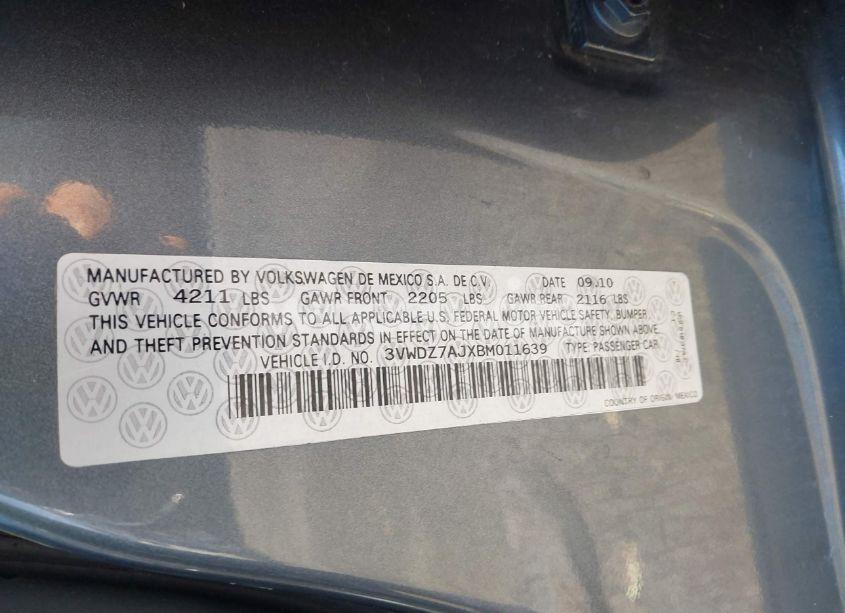 MANUFACTURED BY VOLKSWAGEN DE MEXICO S.A. DE C.V. DATE 09.10
GVWR 4211 LBS GAWR FRONT 2205 LBS GAWR REAR 2116 LBS
THIS VEHICLE CONFORMS TO ALL APPLICABLE U.S. FEDERAL MOTOR VEHICLE SAFETY, BUMPER,
AND THEFT PREVENTION STANDARDS IN EFFECT ON THE DATE OF MANUFACTURE SHOWN ABOVE.
VEHICLE I.D. NO. 3VWDZ7AJXBM011639 TYPE: PASSENGER CAR
COUNTRY OF ORIGIN: MEXICO